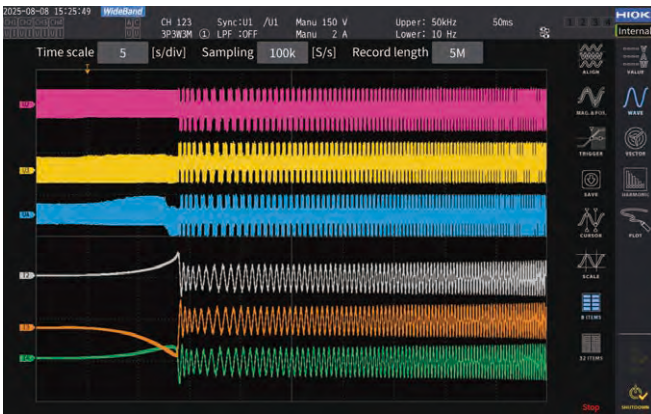 2025-08-08 15:25:49 WideBand
CH 123 Sync:U1 /U1 Manu 150 V Upper: 50kHz 50ms
3P3W3M ① LPF :OFF Manu 2 A Lower: 10 Hz
HIOKI
Internal
Time scale 5 [s/div] Sampling 100k [S/s] Record length 5M
ALIGN
VALUE
MAG.&POS.
WAVE
TRIGGER
VECTOR
SAVE
HARMONIC
CURSOR
PLOT
SCALE
8 ITEMS
32 ITEMS
Stop
SHUTDOWN